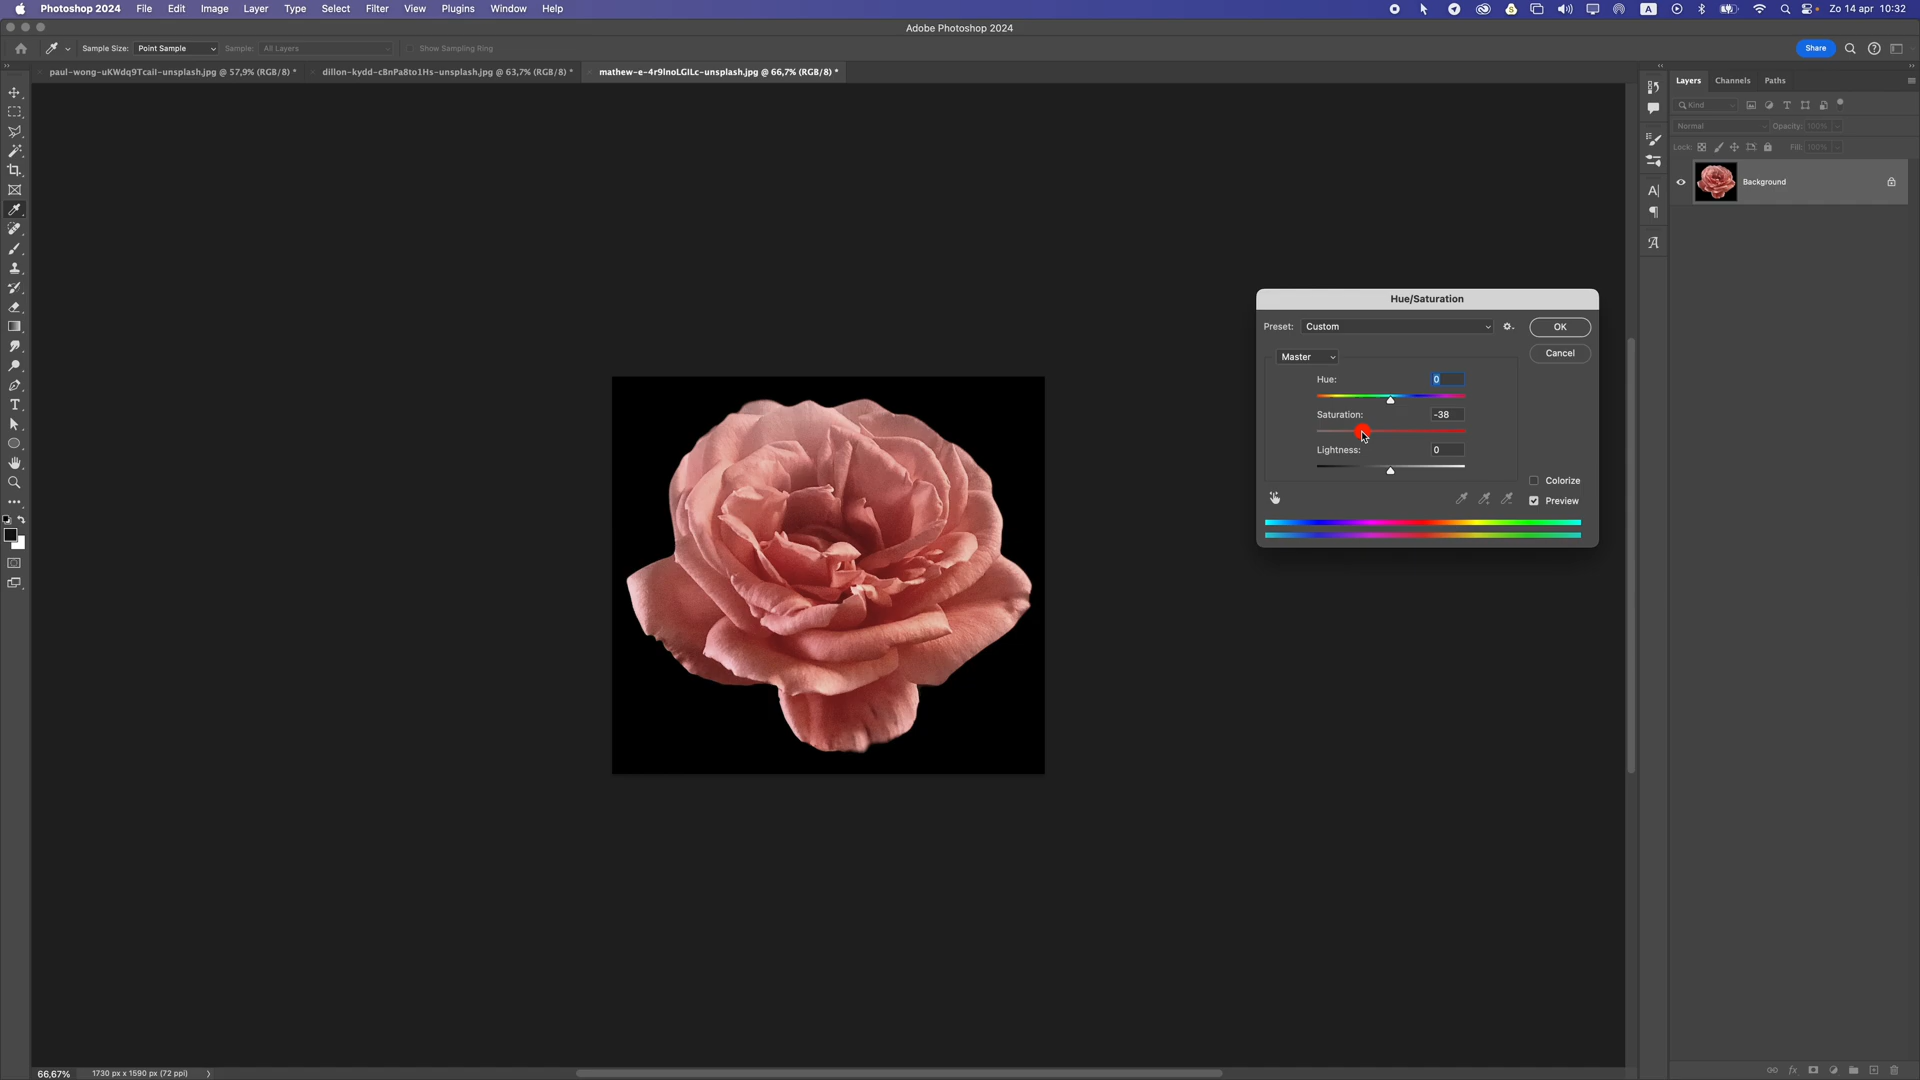 Photoshop 2024 File Edit Image Layer Type Select Filter View Plugins Window Help A Zo 14 apr 10:32
Adobe Photoshop 2024
Sample Size: Point Sample Sample: All Layers Show Sampling Ring Share
paul-wong-uKWdq9Tcail-unsplash.jpg @ 57,9% (RGB/8) * dillon-kydd-cBnPa8to1Hs-unsplash.jpg @ 63,7% (RGB/8) * mathew-e-4r9InoLGILc-unsplash.jpg @ 66,7% (RGB/8) *
Layers Channels Paths
Kind
Normal Opacity: 100%
Lock: Fill: 100%
Background
Hue/Saturation
Preset: Custom OK
Master Cancel
Hue: 0
Saturation: -38
Lightness: 0
Colorize
Preview
66,67% 1730 px x 1590 px (72 ppi)